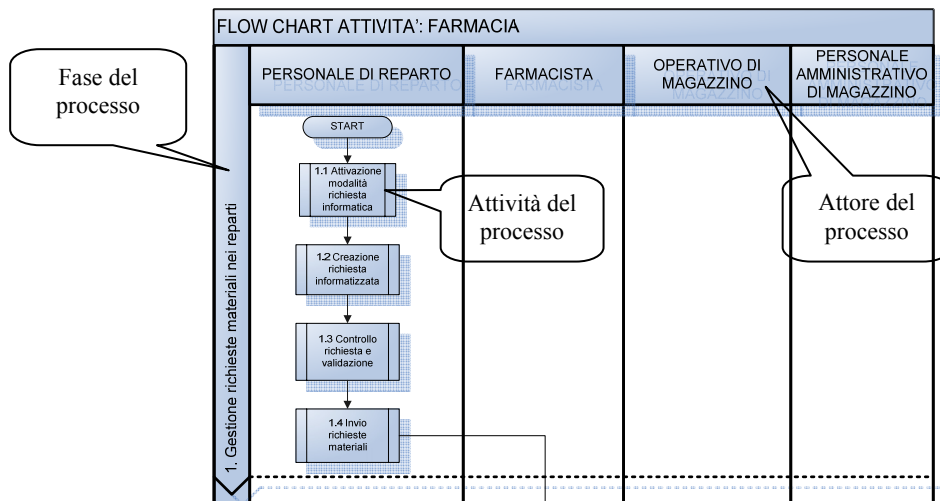 FLOW CHART ATTIVITA': FARMACIA
Fase del
processo
PERSONALE DI REPARTO
FARMACISTA
OPERATIVO DI
MAGAZZINO
PERSONALE
AMMINISTRATIVO
DI MAGAZZINO
START
1.1 Attivazione
modalità
richiesta
informatica
Attività del
processo
Attore del
processo
1.2 Creazione
richiesta
informatizzata
1.3 Controllo
richiesta e
validazione
1.4 Invio
richieste
materiali
1. Gestione richieste materiali nei reparti